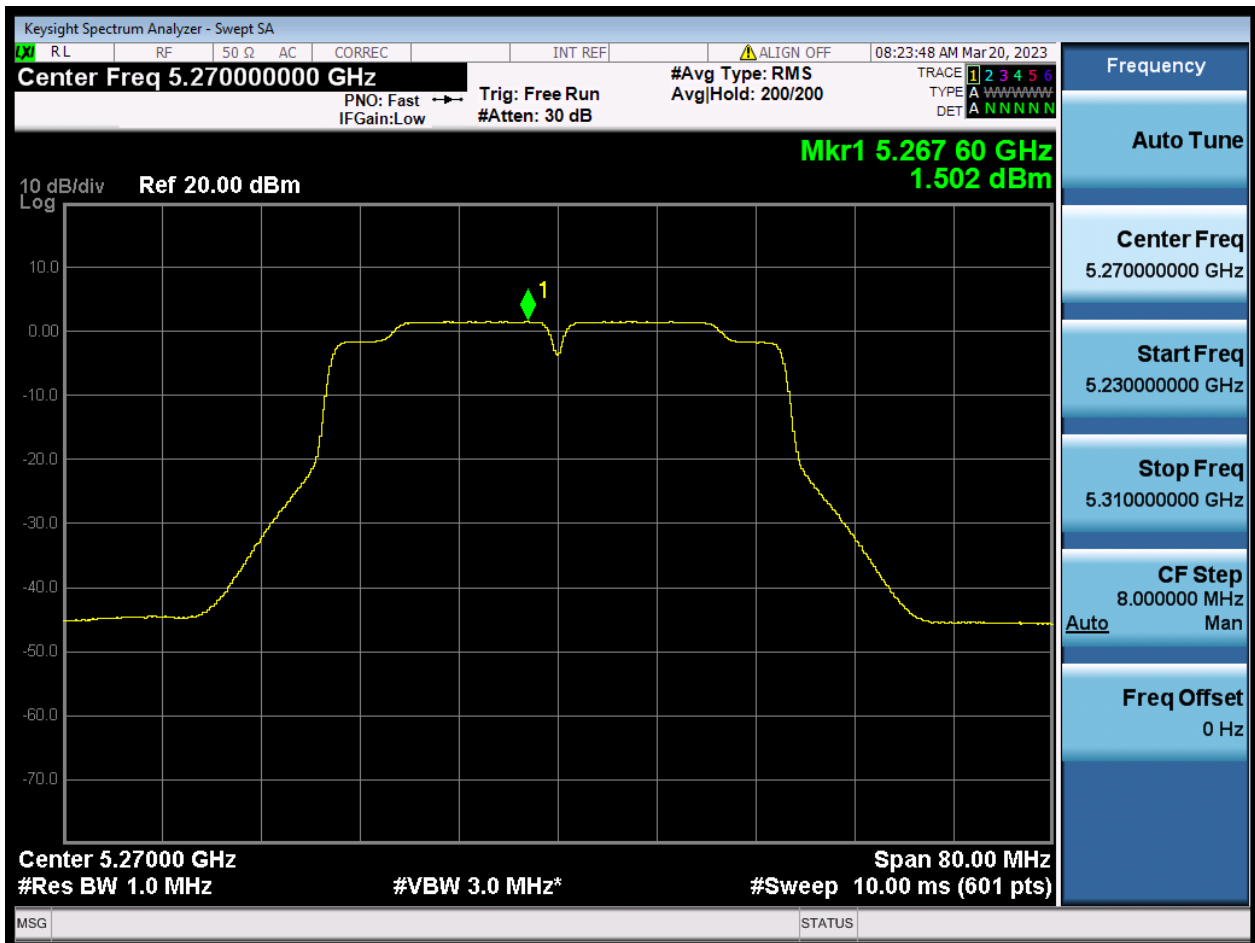 Keysight Spectrum Analyzer - Swept SA
LXI RL RF 50 Ω AC CORREC INT REF ALIGN OFF 08:23:48 AM Mar 20, 2023
Center Freq 5.270000000 GHz
PNO: Fast
IFGain:Low
Trig: Free Run
#Atten: 30 dB
#Avg Type: RMS
Avg|Hold: 200/200
TRACE 1 2 3 4 5 6
TYPE A WWWWW
DET A N N N N N
Mkr1 5.267 60 GHz
1.502 dBm
10 dB/div Ref 20.00 dBm
Log
1
10.0
0.00
-10.0
-20.0
-30.0
-40.0
-50.0
-60.0
-70.0
Center 5.27000 GHz Span 80.00 MHz
#Res BW 1.0 MHz #VBW 3.0 MHz* #Sweep 10.00 ms (601 pts)
MSG STATUS
Frequency
Auto Tune
Center Freq
5.270000000 GHz
Start Freq
5.230000000 GHz
Stop Freq
5.310000000 GHz
CF Step
8.000000 MHz
Auto Man
Freq Offset
0 Hz